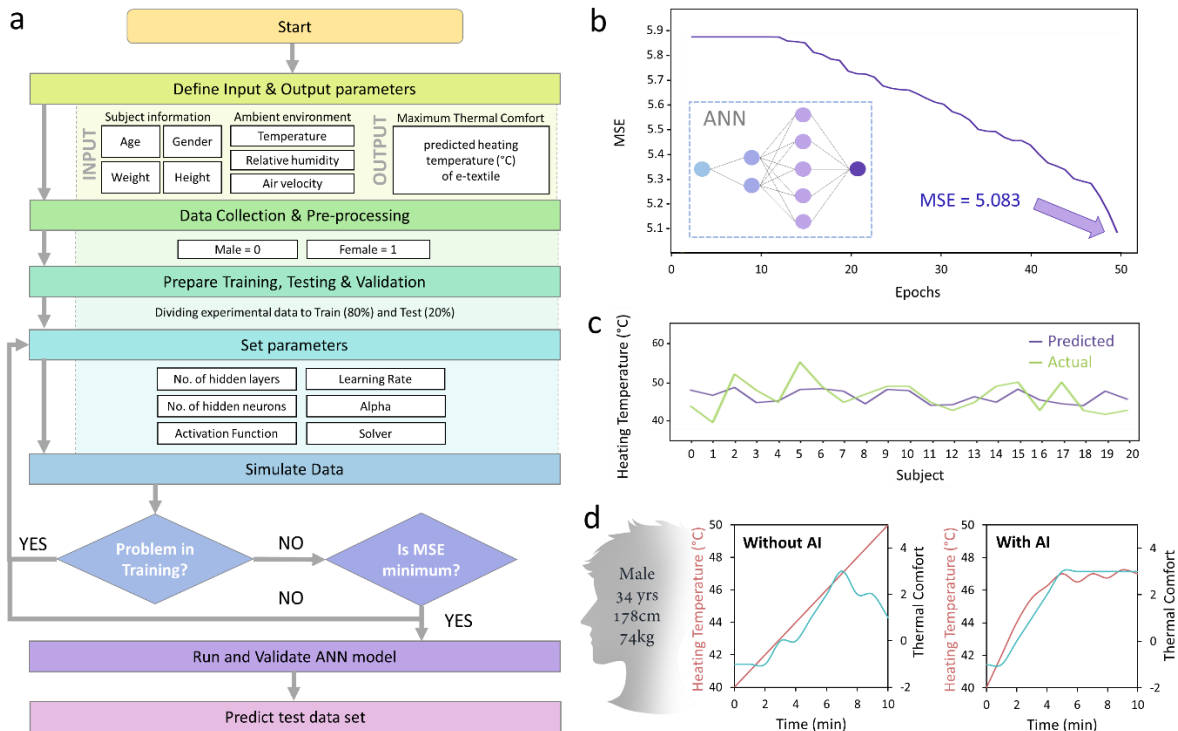 a
Start
Define Input & Output parameters
INPUT
Subject information
Age
Gender
Weight
Height
Ambient environment
Temperature
Relative humidity
Air velocity
OUTPUT
Maximum Thermal Comfort
predicted heating
temperature (°C)
of e-textile
Data Collection & Pre-processing
Male = 0
Female = 1
Prepare Training, Testing & Validation
Dividing experimental data to Train (80%) and Test (20%)
Set parameters
No. of hidden layers
Learning Rate
No. of hidden neurons
Alpha
Activation Function
Solver
Simulate Data
YES
Problem in
Training?
NO
Is MSE
minimum?
NO
YES
Run and Validate ANN model
Predict test data set
b
MSE
5.9
5.8
5.7
5.6
5.5
5.4
5.3
5.2
5.1
ANN
MSE = 5.083
0 10 20 30 40 50
Epochs
c
Heating Temperature (°C)
60
50
40
Predicted
Actual
0 1 2 3 4 5 6 7 8 9 10 11 12 13 14 15 16 17 18 19 20
Subject
d
Male
34 yrs
178cm
74kg
Heating Temperature (°C)
50
48
46
44
42
40
Without AI
4
2
0
-2
Thermal Comfort
0 2 4 6 8 10
Time (min)
Heating Temperature (°C)
50
48
46
44
42
40
With AI
4
2
0
-2
Thermal Comfort
0 2 4 6 8 10
Time (min)